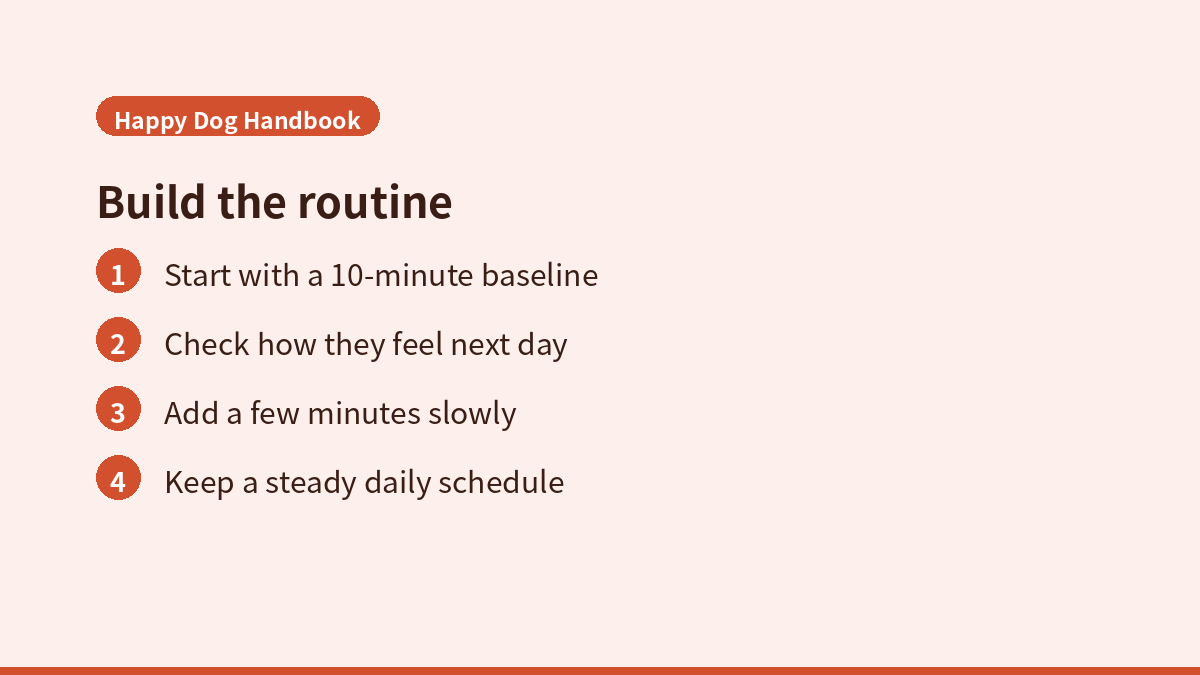 Happy Dog Handbook
Build the routine
1 Start with a 10-minute baseline
2 Check how they feel next day
3 Add a few minutes slowly
4 Keep a steady daily schedule